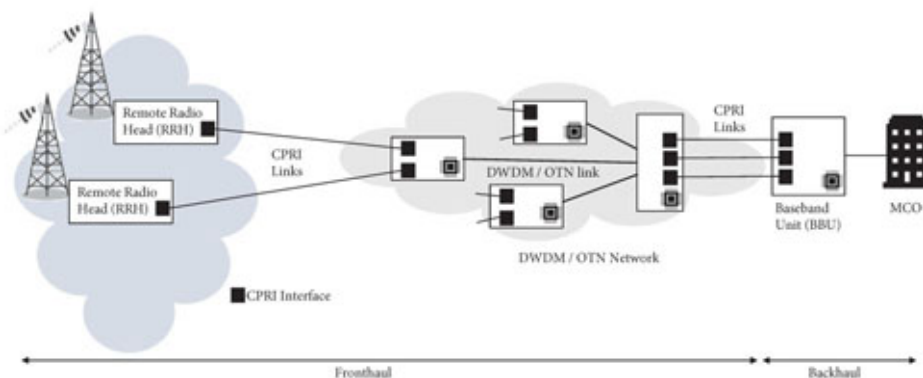 Remote Radio
Head (RRH)
Remote Radio
Head (RRH)
CPRI
Links
DWDM / OTN link
DWDM / OTN Network
CPRI
Links
Baseband
Unit (BBU)
MCO
CPRI Interface
Fronthaul
Backhaul